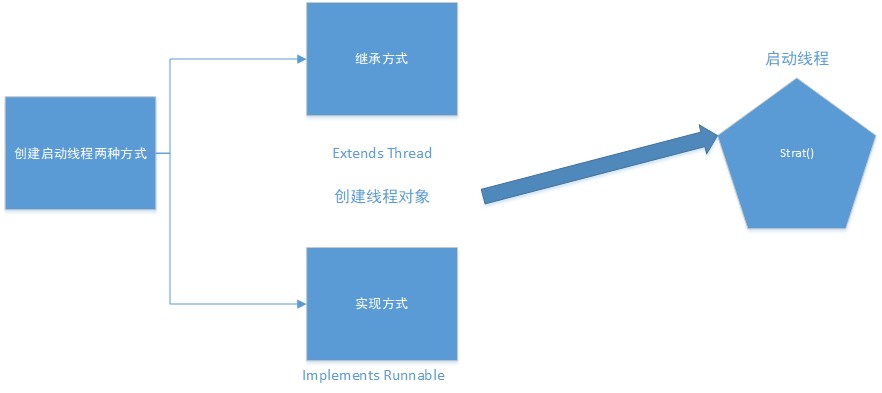 创建启动线程两种方式
继承方式
Extends Thread
创建线程对象
实现方式
Implements Runnable
启动线程
Strat()